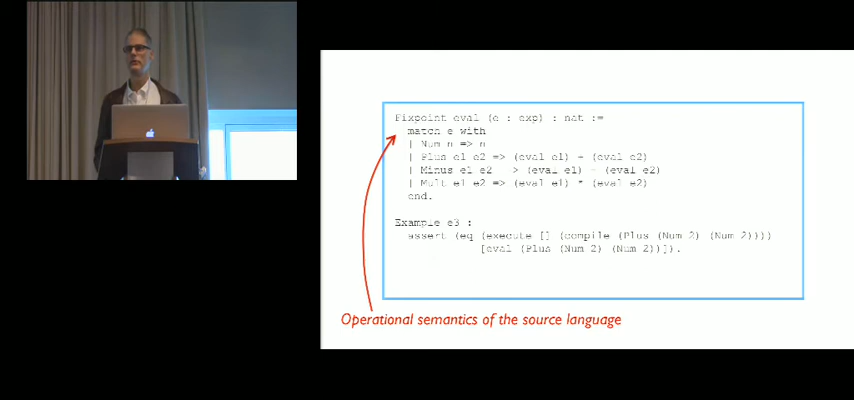 Fixpoint eval (e : exp) : nat :=
match e with
| Num n => n
| Plus e1 e2 => (eval e1) + (eval e2)
| Minus e1 e2 => (eval e1) - (eval e2)
| Mult e1 e2 => (eval e1) * (eval e2)
end.
Example e3 :
assert (eq (execute [] (compile (Plus (Num 2) (Num 2))))
[eval (Plus (Num 2) (Num 2))]).
Operational semantics of the source language